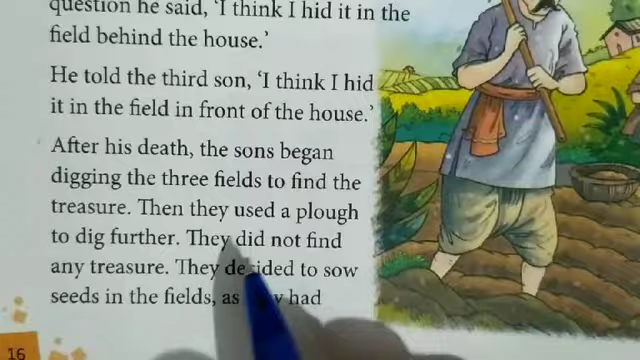 question he said, 'I think I hid it in the
field behind the house.'
He told the third son, 'I think I hid
it in the field in front of the house.'
After his death, the sons began
digging the three fields to find the
treasure. Then they used a plough
to dig further. They did not find
any treasure. They decided to sow
seeds in the fields, as had
16